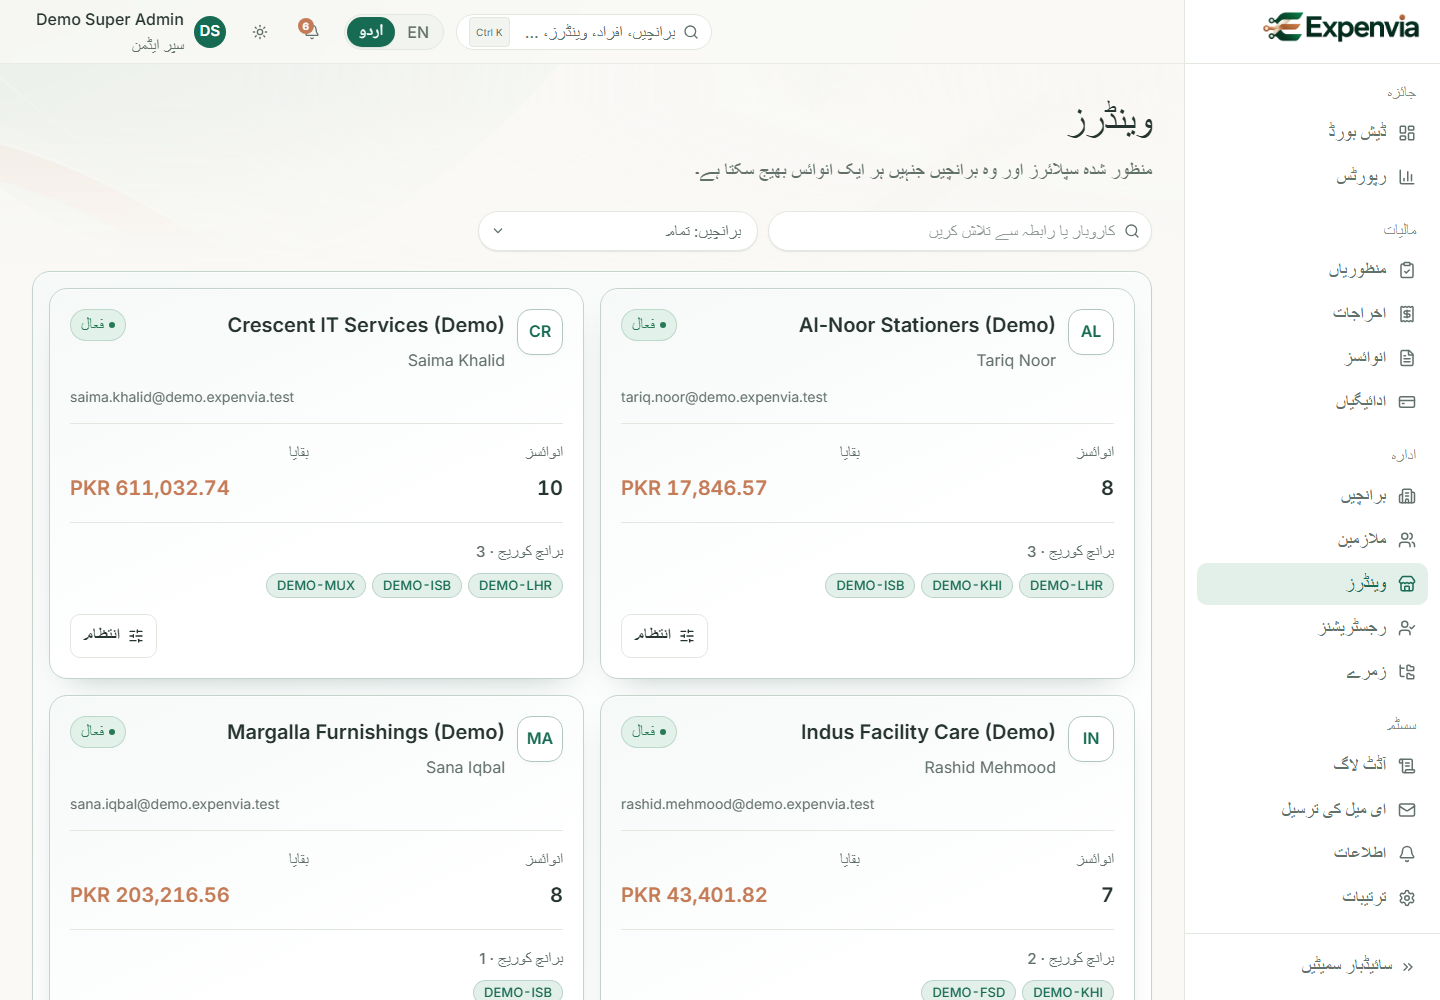 Expenvia
برانچیں، افراد، وینڈرز، ...
Ctrl K
EN
اردو
6
DS
Demo Super Admin
سپر ایڈمن
جائزہ
ڈیش بورڈ
رپورٹس
مالیات
منظوریاں
اخراجات
انوائسز
ادائیگیاں
ادارہ
برانچیں
ملازمین
وینڈرز
رجسٹریشنز
زمرے
سسٹم
آڈٹ لاگ
ای میل کی ترسیل
اطلاعات
ترتیبات
سائیڈبار سمیٹیں
وینڈرز
منظور شدہ سپلائرز اور وہ برانچیں جنہیں ہر ایک انوائس بھیج سکتا ہے۔
کاروبار یا رابطہ سے تلاش کریں
برانچیں: تمام
AL
Al-Noor Stationers (Demo)
فعال
Tariq Noor
tariq.noor@demo.expenvia.test
انوائسز
بقایا
8
PKR 17,846.57
برانچ کوریج · 3
DEMO-LHR
DEMO-KHI
DEMO-ISB
انتظام
CR
Crescent IT Services (Demo)
فعال
Saima Khalid
saima.khalid@demo.expenvia.test
انوائسز
بقایا
10
PKR 611,032.74
برانچ کوریج · 3
DEMO-LHR
DEMO-ISB
DEMO-MUX
انتظام
IN
Indus Facility Care (Demo)
فعال
Rashid Mehmood
rashid.mehmood@demo.expenvia.test
انوائسز
بقایا
7
PKR 43,401.82
برانچ کوریج · 2
DEMO-KHI
DEMO-FSD
MA
Margalla Furnishings (Demo)
فعال
Sana Iqbal
sana.iqbal@demo.expenvia.test
انوائسز
بقایا
8
PKR 203,216.56
برانچ کوریج · 1
DEMO-ISB